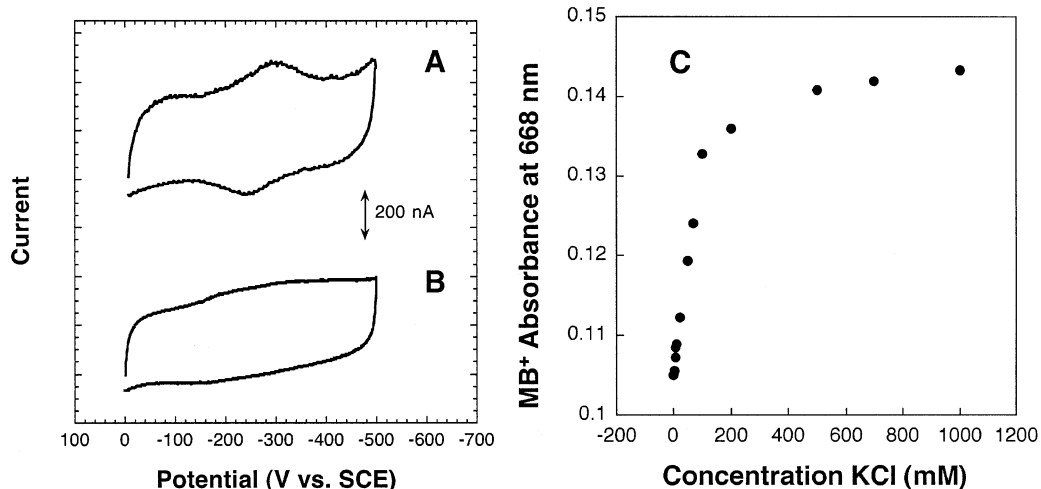 A
200 nA
B
Current
100 0 -100 -200 -300 -400 -500 -600 -700
Potential (V vs. SCE)
C
0.15
0.14
0.13
0.12
0.11
0.1
MB+ Absorbance at 668 nm
-200 0 200 400 600 800 1000 1200
Concentration KCl (mM)